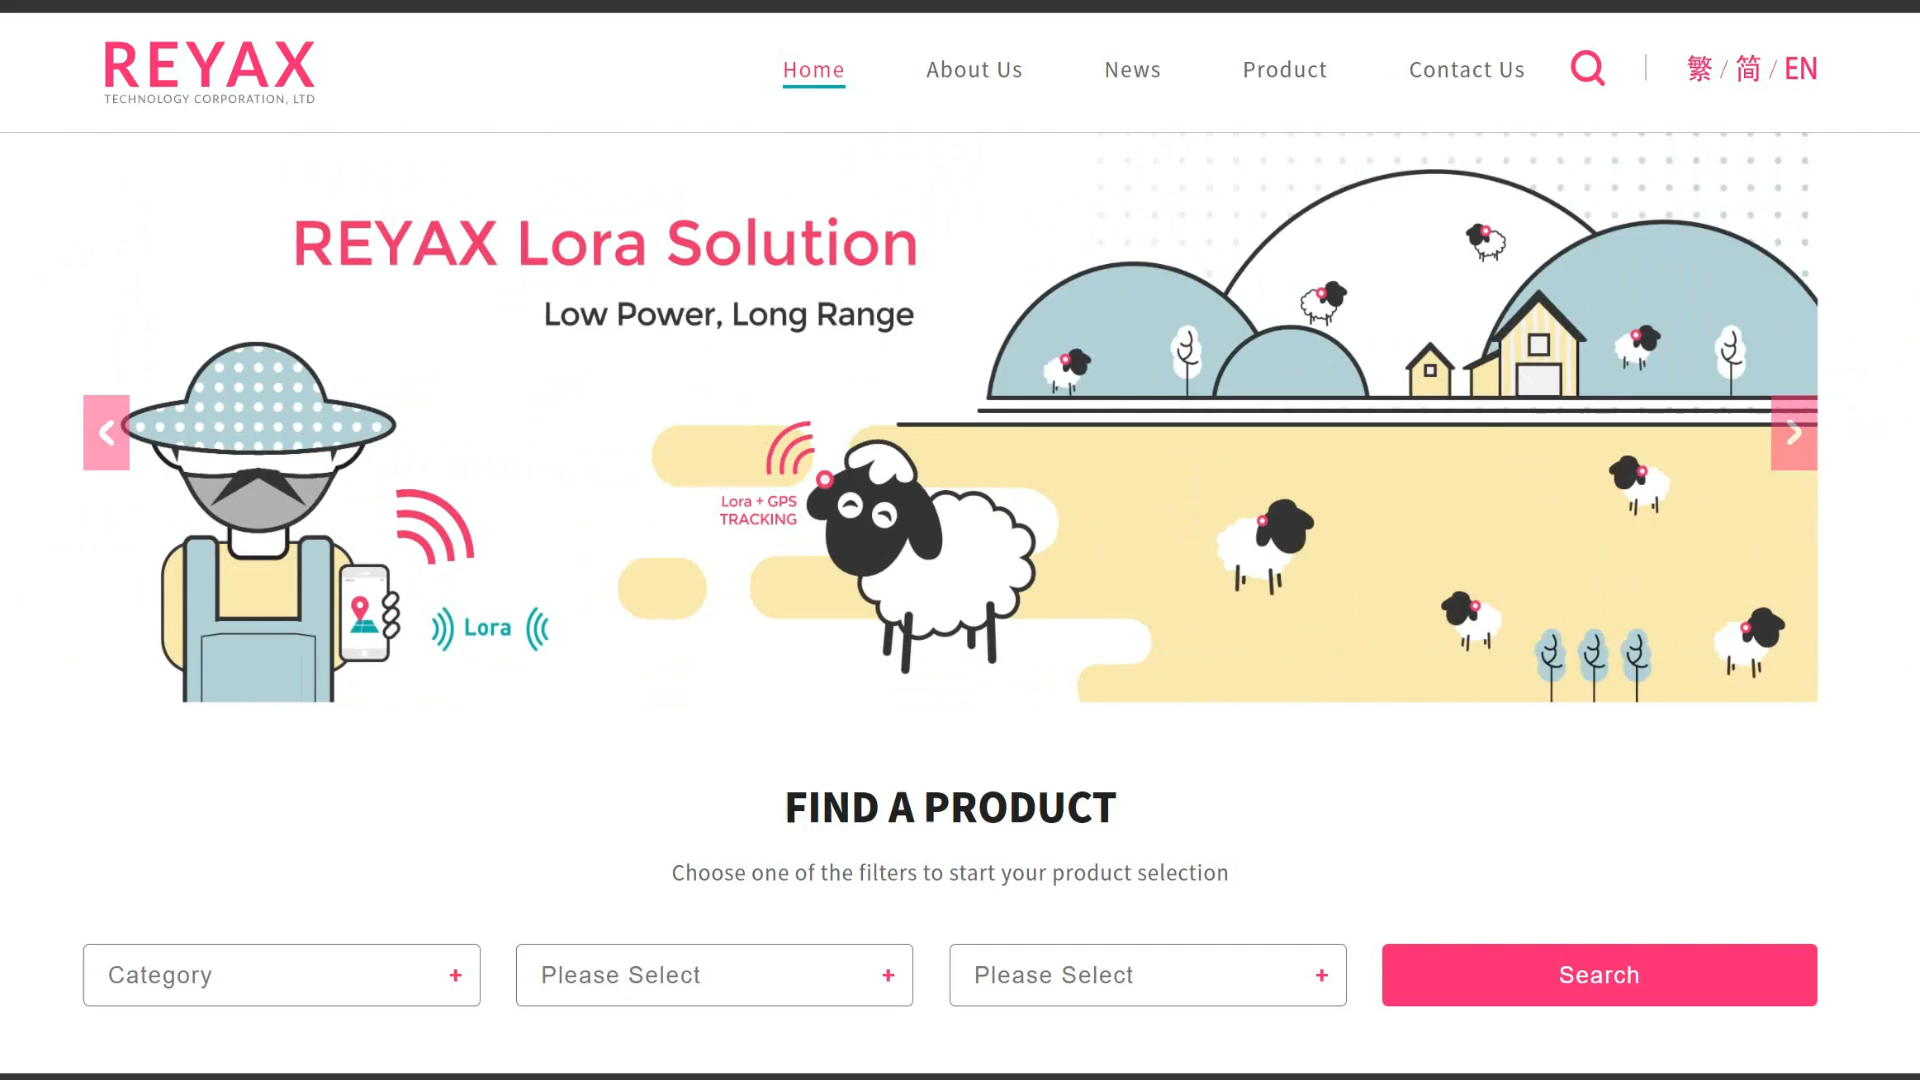 REYAX
TECHNOLOGY CORPORATION, LTD
Home
About Us
News
Product
Contact Us
繁 / 简 / EN
REYAX Lora Solution
Low Power, Long Range
Lora + GPS
TRACKING
Lora
FIND A PRODUCT
Choose one of the filters to start your product selection
Category +
Please Select +
Please Select +
Search